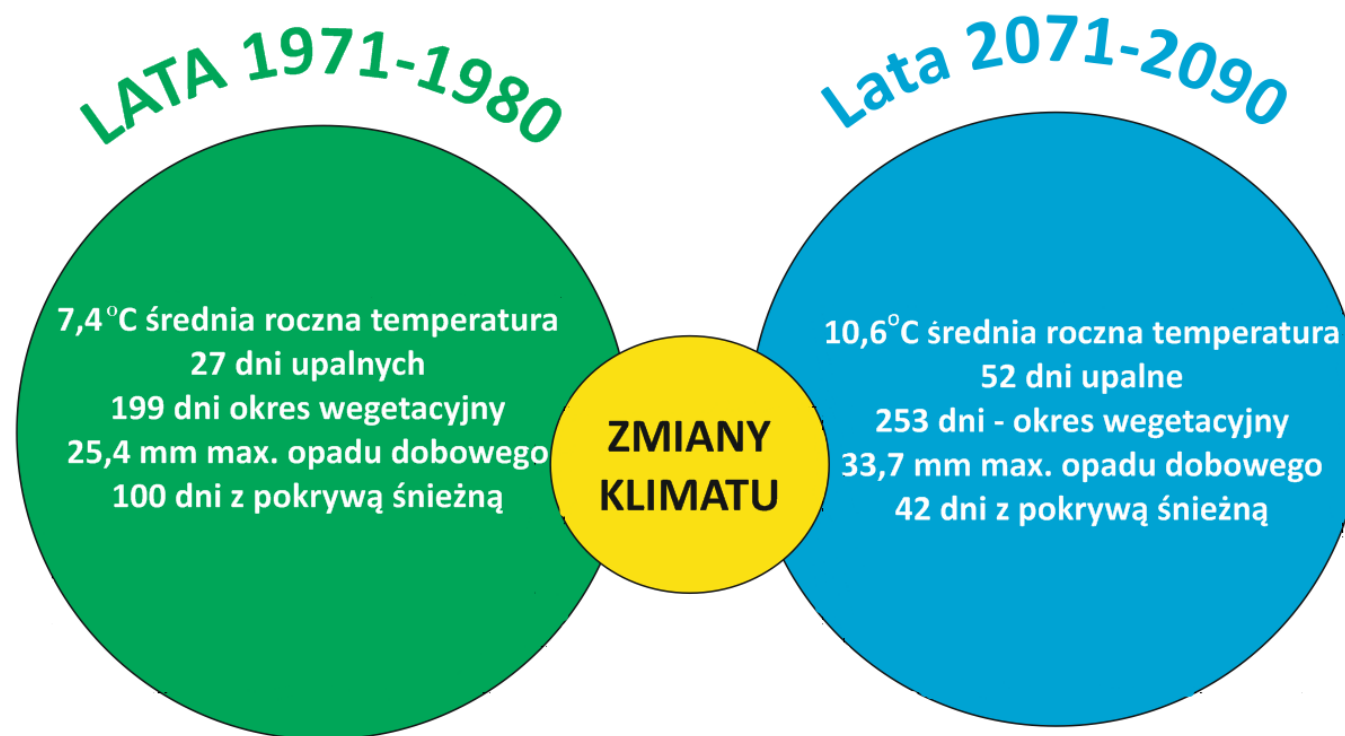 LATA 1971-1980
7,4°C średnia roczna temperatura
27 dni upalnych
199 dni okres wegetacyjny
25,4 mm max. opadu dobowego
100 dni z pokrywą śnieżną
ZMIANY
KLIMATU
Lata 2071-2090
10,6°C średnia roczna temperatura
52 dni upalne
253 dni - okres wegetacyjny
33,7 mm max. opadu dobowego
42 dni z pokrywą śnieżną